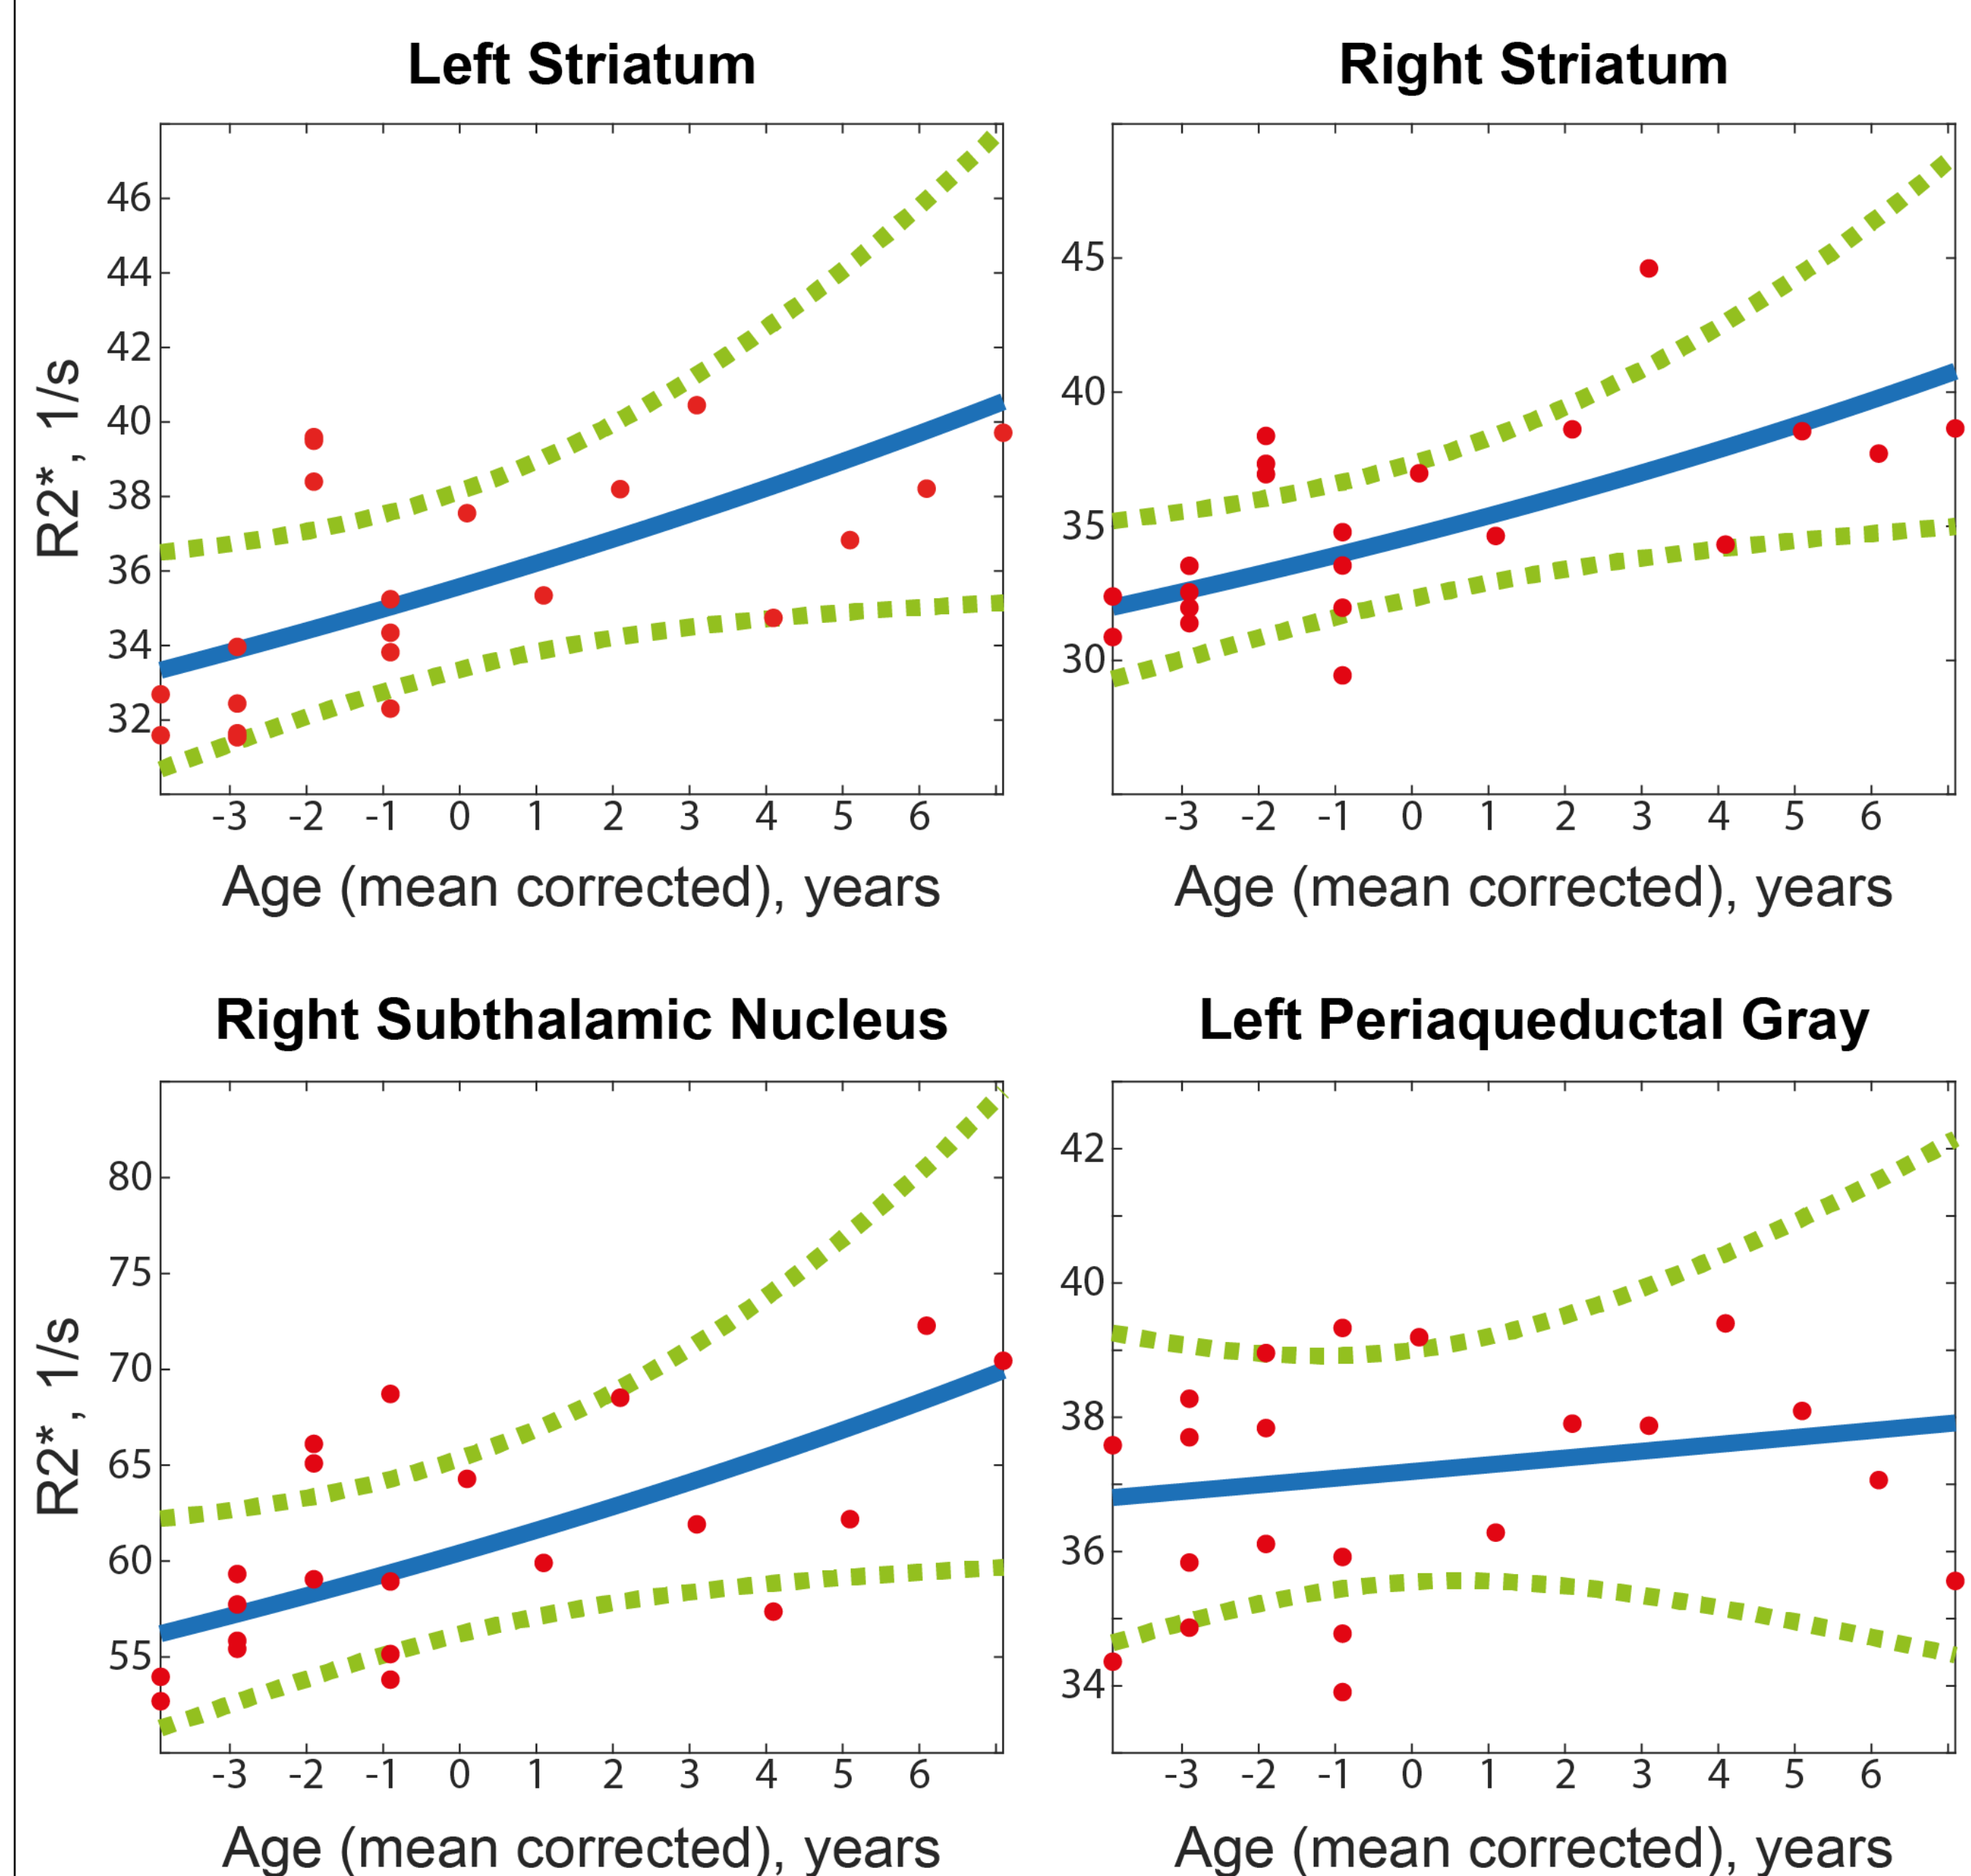 Left Striatum
R2*, 1/s
46
44
42
40
38
36
34
32
-3 -2 -1 0 1 2 3 4 5 6
Age (mean corrected), years
Right Striatum
45
40
35
30
-3 -2 -1 0 1 2 3 4 5 6
Age (mean corrected), years
Right Subthalamic Nucleus
R2*, 1/s
80
75
70
65
60
55
-3 -2 -1 0 1 2 3 4 5 6
Age (mean corrected), years
Left Periaqueductal Gray
42
40
38
36
34
-3 -2 -1 0 1 2 3 4 5 6
Age (mean corrected), years